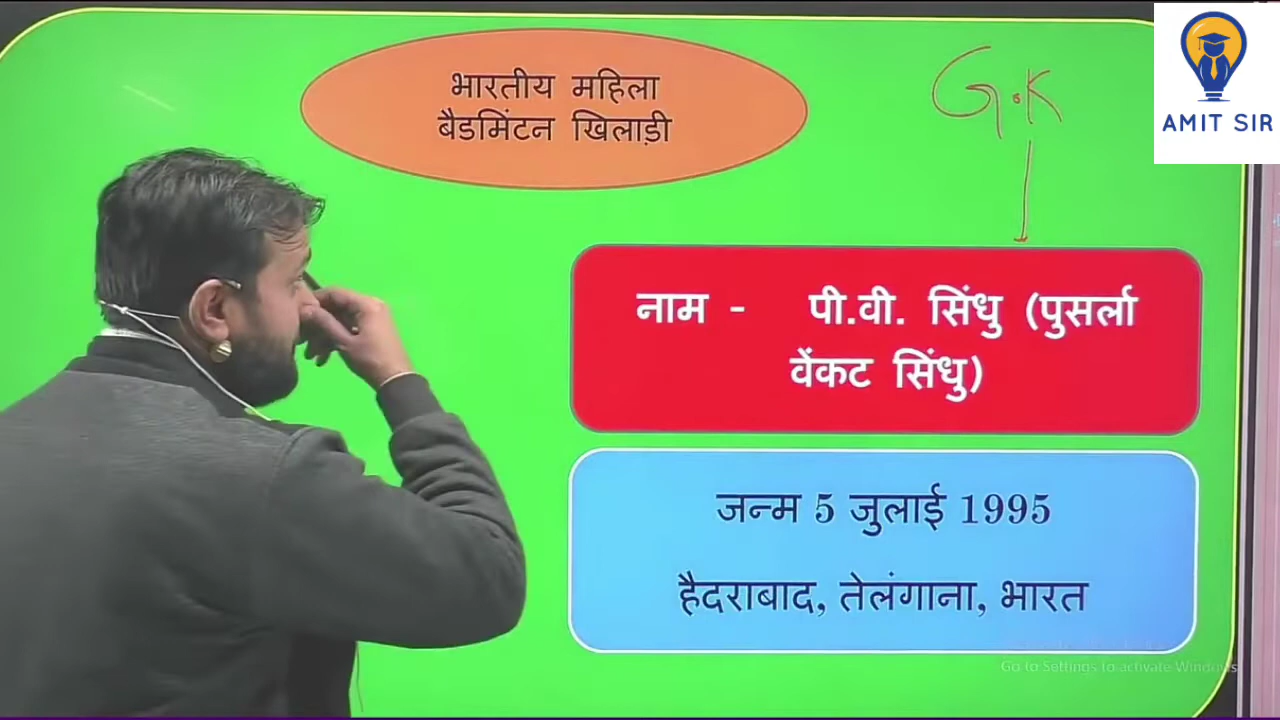 भारतीय महिला
बैडमिंटन खिलाड़ी
G.K
AMIT SIR
नाम - पी.वी. सिंधु (पुसर्ला
वेंकट सिंधु)
जन्म 5 जुलाई 1995
हैदराबाद, तेलंगाना, भारत
Go to Settings to activate Windows